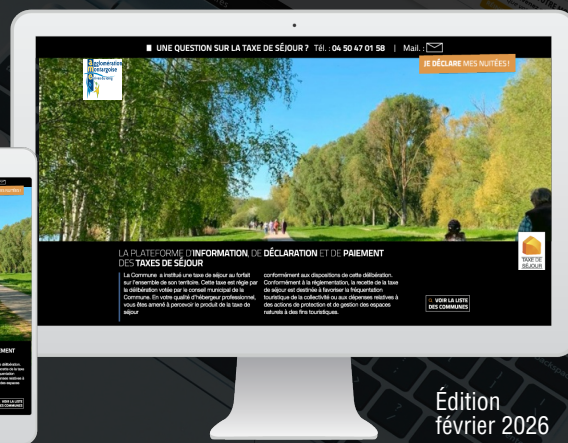 UNE QUESTION SUR LA TAXE DE SÉJOUR ? Tél. : 04 50 47 01 58 | Mail. :
JE DÉCLARE MES NUITÉES !
agglomération
montargoise
LA PLATEFORME D'INFORMATION, DE DÉCLARATION ET DE PAIEMENT
DES TAXES DE SÉJOUR
La Commune a institué une taxe de séjour au forfait
sur l'ensemble de son territoire. Cette taxe est régie par
la délibération votée par le conseil municipal de la
Commune. En votre qualité d'hébergeur professionnel,
vous êtes amené à percevoir le produit de la taxe de
séjour
conformément aux dispositions de cette délibération.
Conformément à la réglementation, la recette de la taxe
de séjour est destinée à favoriser la fréquentation
touristique de la collectivité ou aux dépenses relatives à
des actions de protection et de gestion des espaces
naturels à des fins touristiques.
TAXE DE
SÉJOUR
VOIR LA LISTE
DES COMMUNES
Édition
février 2026